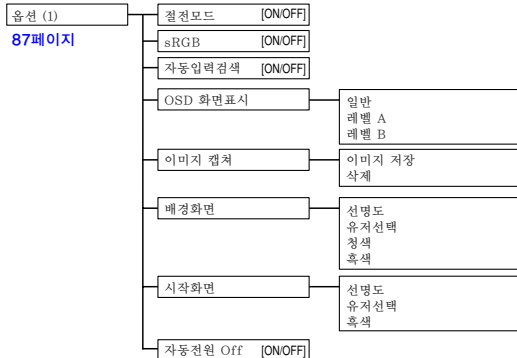 옵션 (1)
87페이지
절전모드 [ON/OFF]
sRGB [ON/OFF]
자동입력검색 [ON/OFF]
OSD 화면표시
일반
레벨 A
레벨 B
이미지 캡쳐
이미지 저장
삭제
배경화면
선명도
유저선택
청색
흑색
시작화면
선명도
유저선택
흑색
자동전원 Off [ON/OFF]